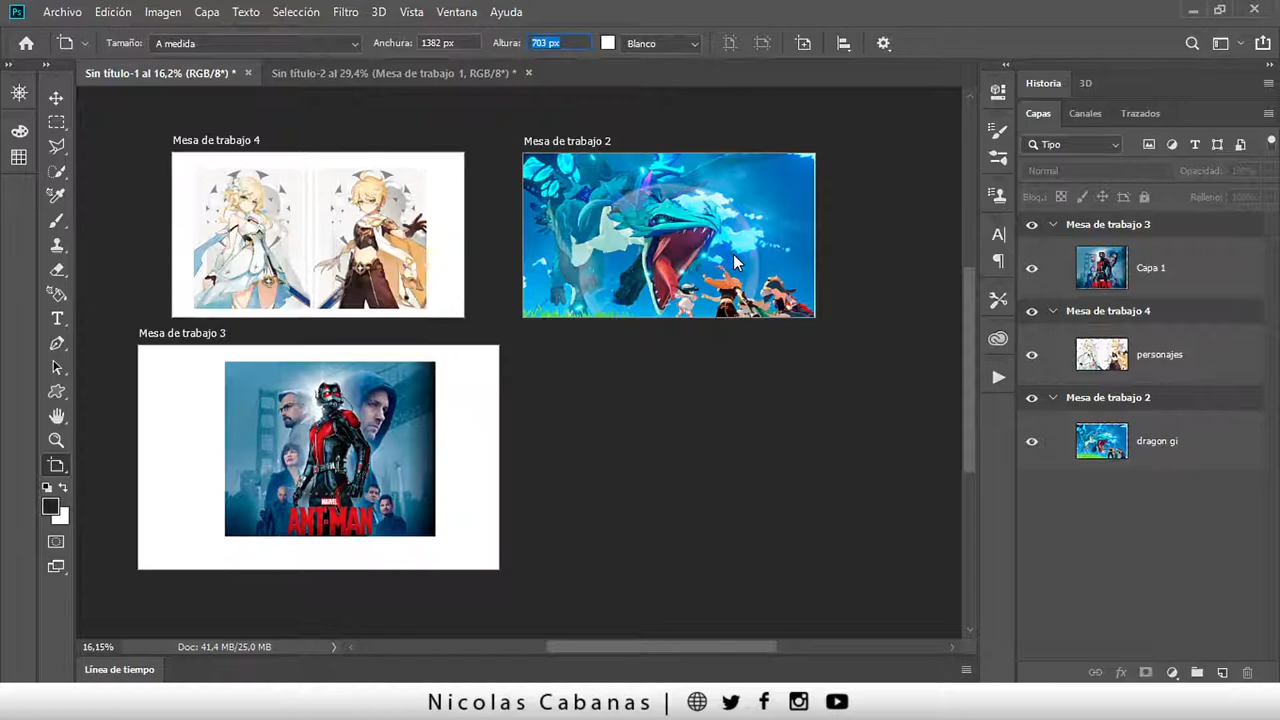 Archivo Edición Imagen Capa Texto Selección Filtro 3D Vista Ventana Ayuda
Tamaño: A medida Anchura: 1382 px Altura: 703 px Blanco
Sin título-1 al 16,2% (RGB/8*) * Sin título-2 al 29,4% (Mesa de trabajo 1, RGB/8*) *
Historia 3D
Capas Canales Trazados
Tipo
Normal Opacidad: 100%
Bloq.: Relleno: 100%
Mesa de trabajo 3
Capa 1
Mesa de trabajo 4
personajes
Mesa de trabajo 2
dragon gi
Mesa de trabajo 4
Mesa de trabajo 2
Mesa de trabajo 3
MARVEL
ANT-MAN
16,15% Doc: 41,4 MB/25,0 MB
Línea de tiempo
Nicolas Cabanas |